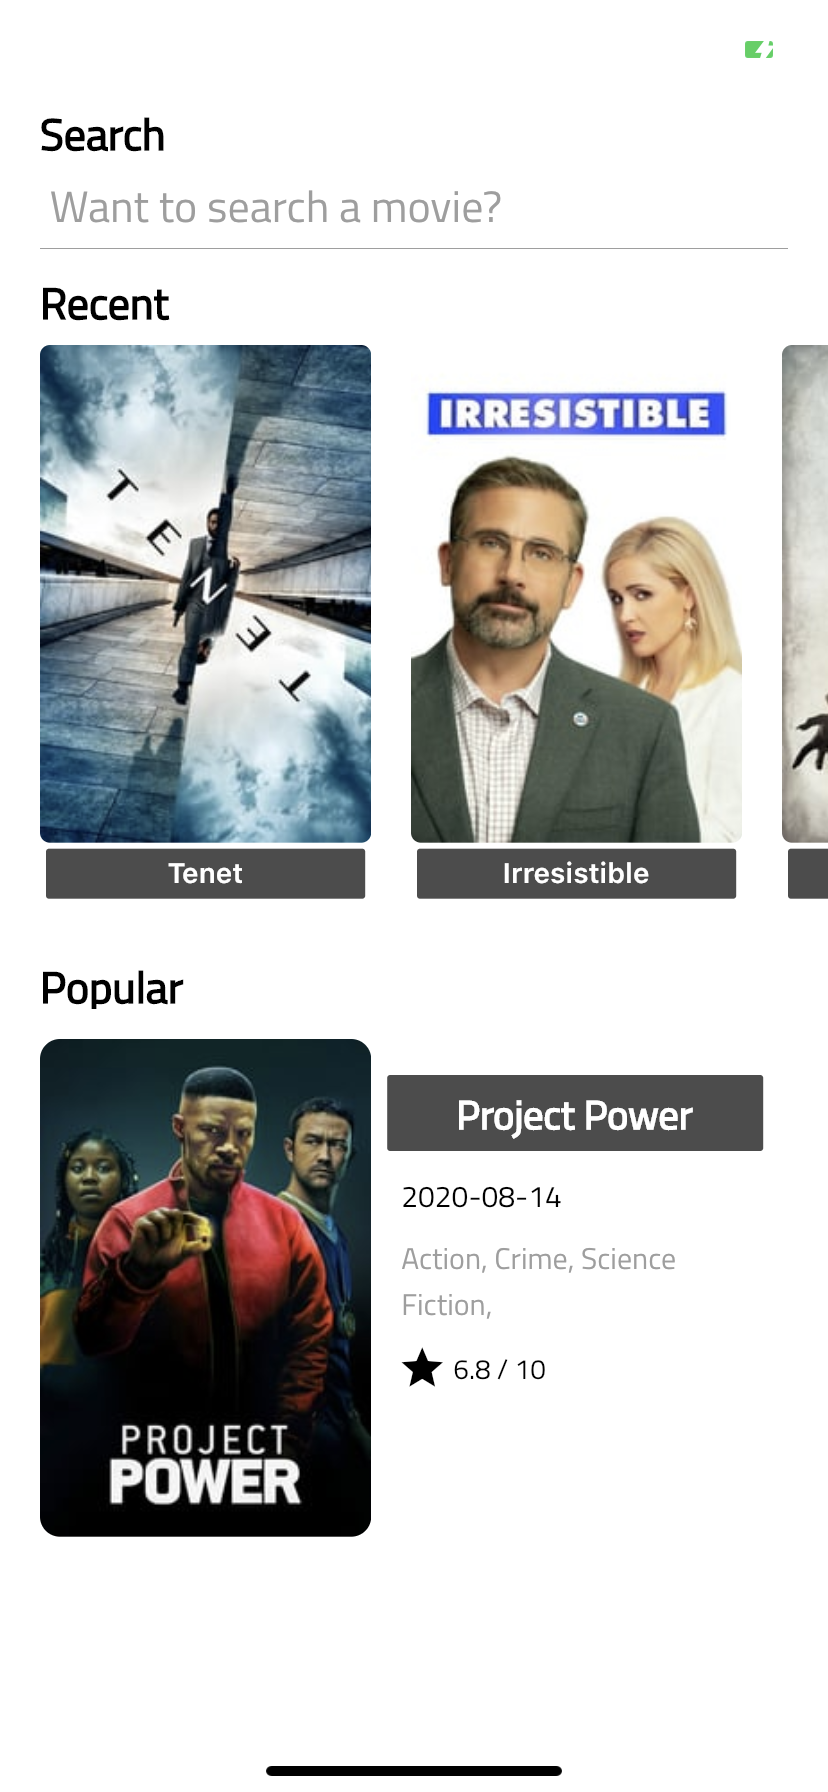 Search
Want to search a movie?
Recent
TENET
IRRESISTIBLE
Tenet
Irresistible
Popular
Project Power
2020-08-14
Action, Crime, Science
Fiction,
6.8 / 10
PROJECT
POWER